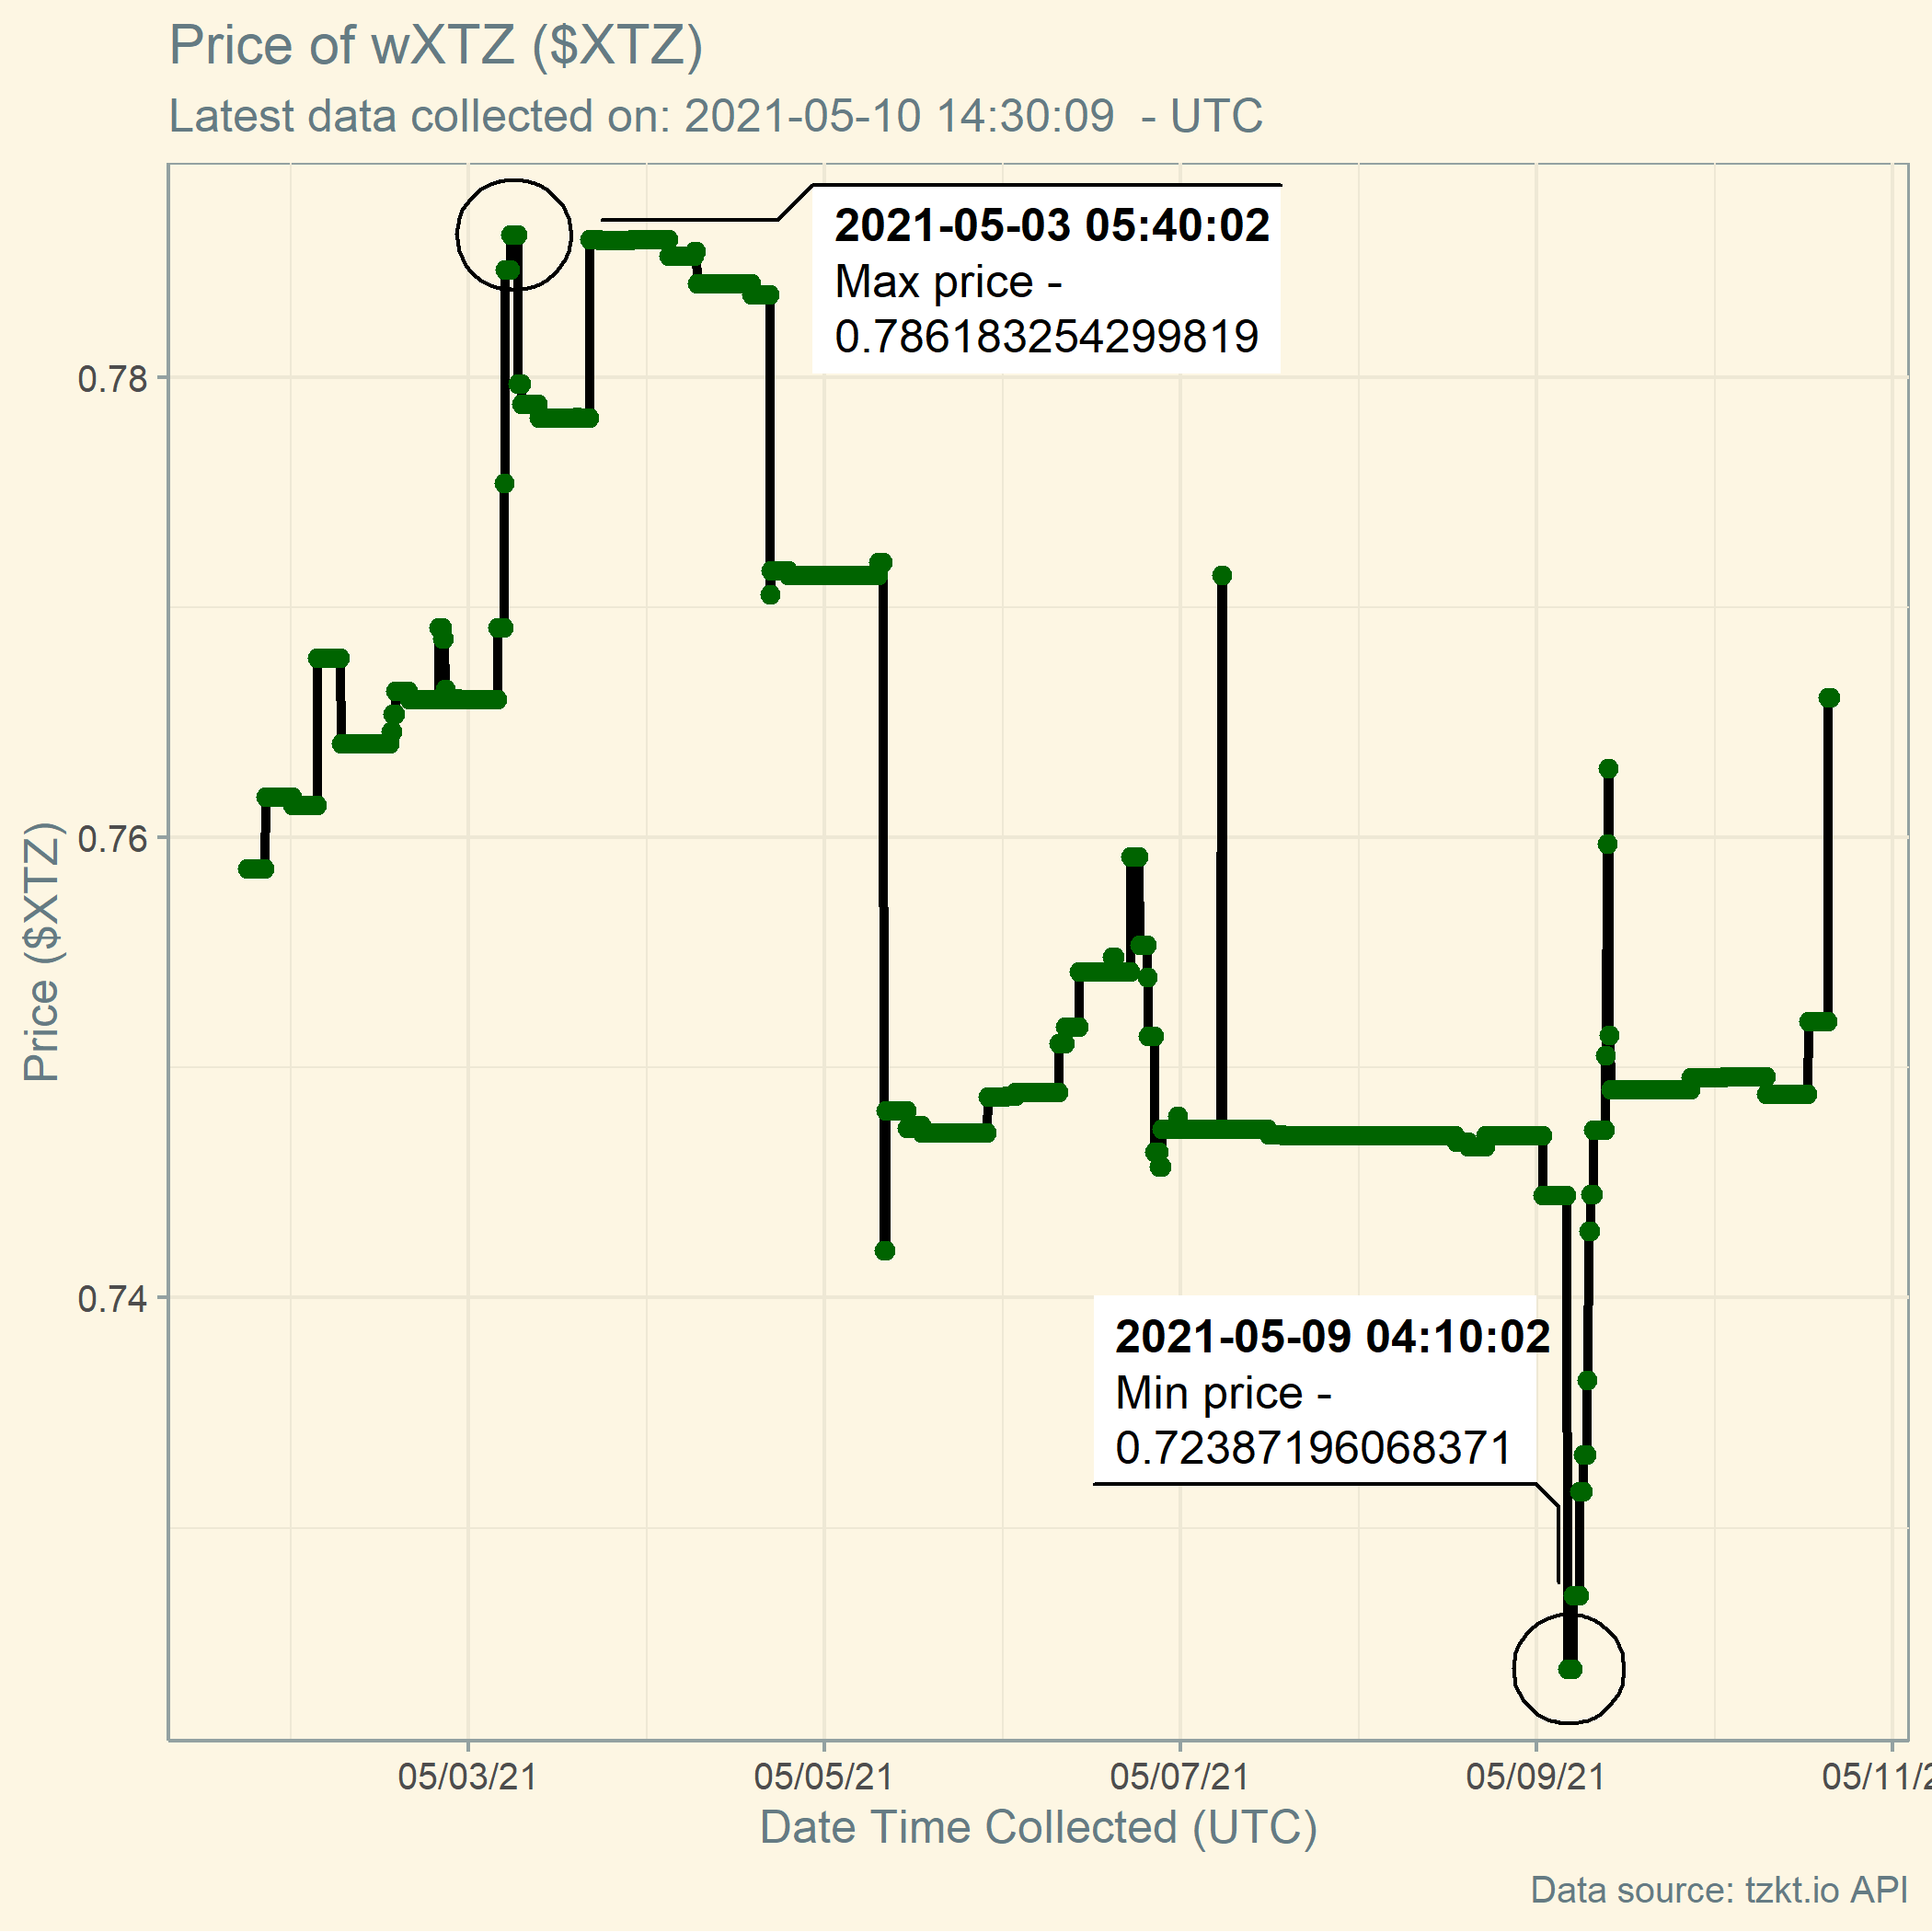 Price of wXTZ ($XTZ)
Latest data collected on: 2021-05-10 14:30:09  - UTC
2021-05-03 05:40:02
Max price -
0.786183254299819
0.78
0.76
0.74
Price ($XTZ)
2021-05-09 04:10:02
Min price -
0.72387196068371
05/03/21
05/05/21
05/07/21
05/09/21
05/11/2
Date Time Collected (UTC)
Data source: tzkt.io API